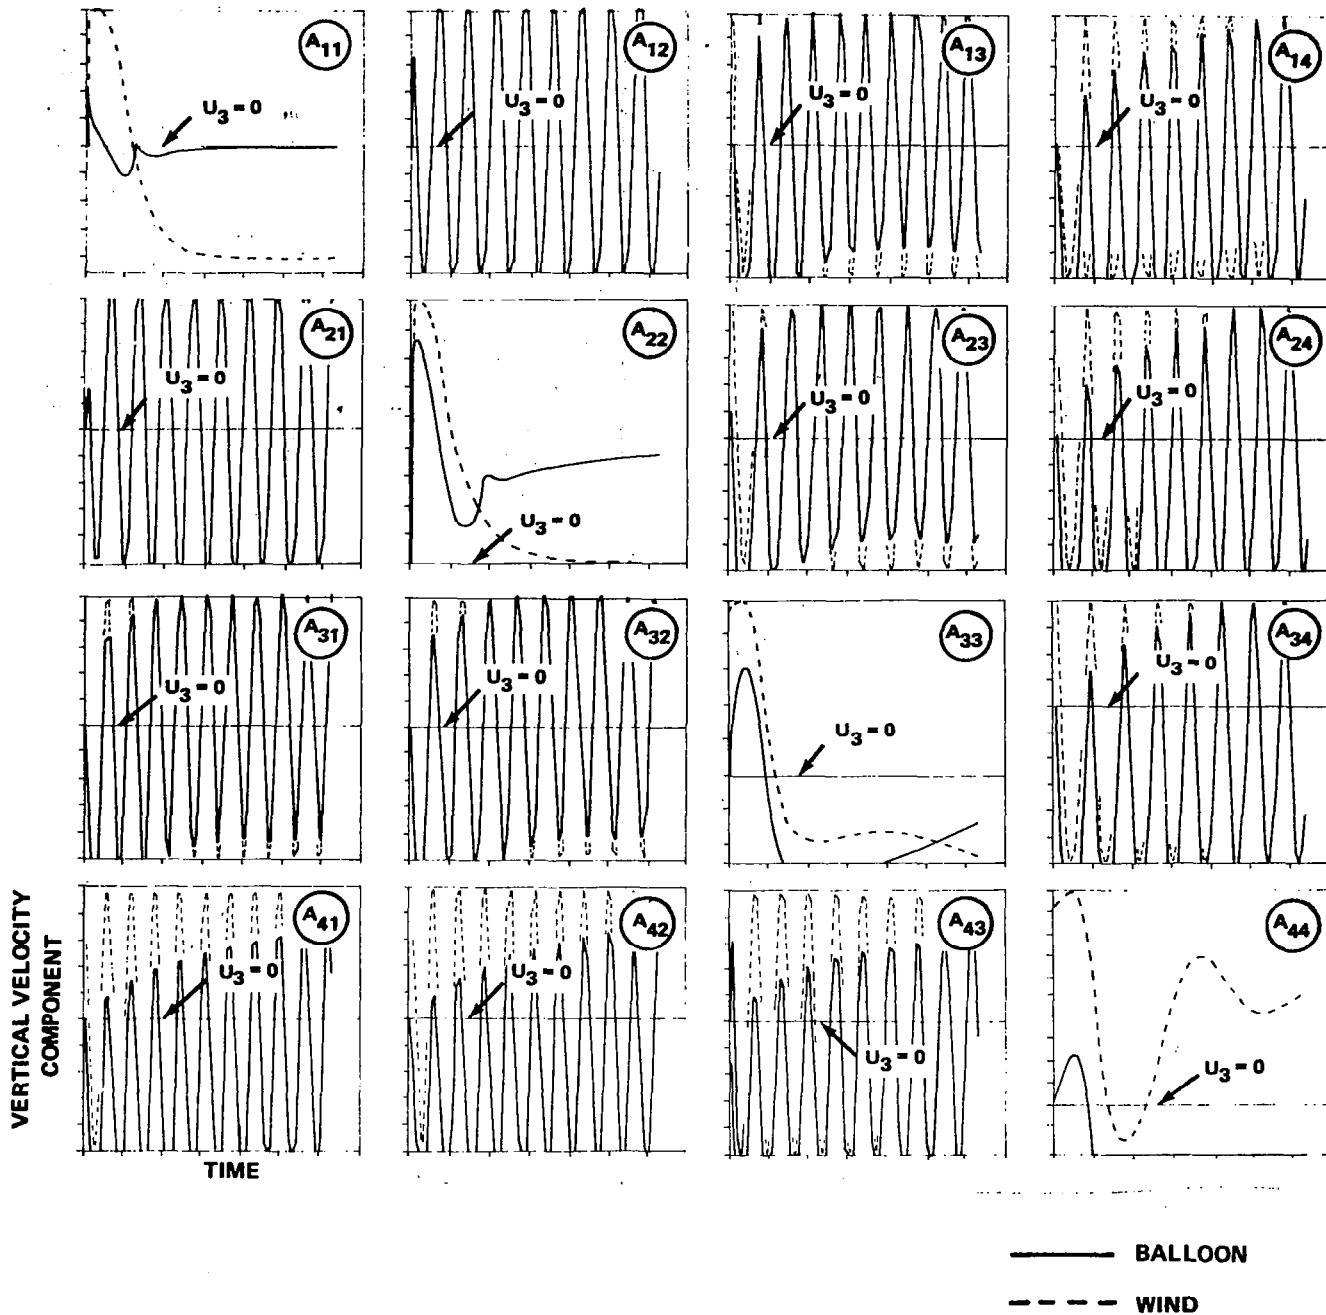 A11
U3 = 0
A12
U3 = 0
A13
U3 = 0
A14
U3 = 0
A21
U3 = 0
A22
U3 = 0
A23
U3 = 0
A24
U3 = 0
A31
U3 = 0
A32
U3 = 0
A33
U3 = 0
A34
U3 = 0
A41
U3 = 0
A42
U3 = 0
A43
U3 = 0
A44
U3 = 0
VERTICAL VELOCITY
COMPONENT
TIME
BALLOON
WIND